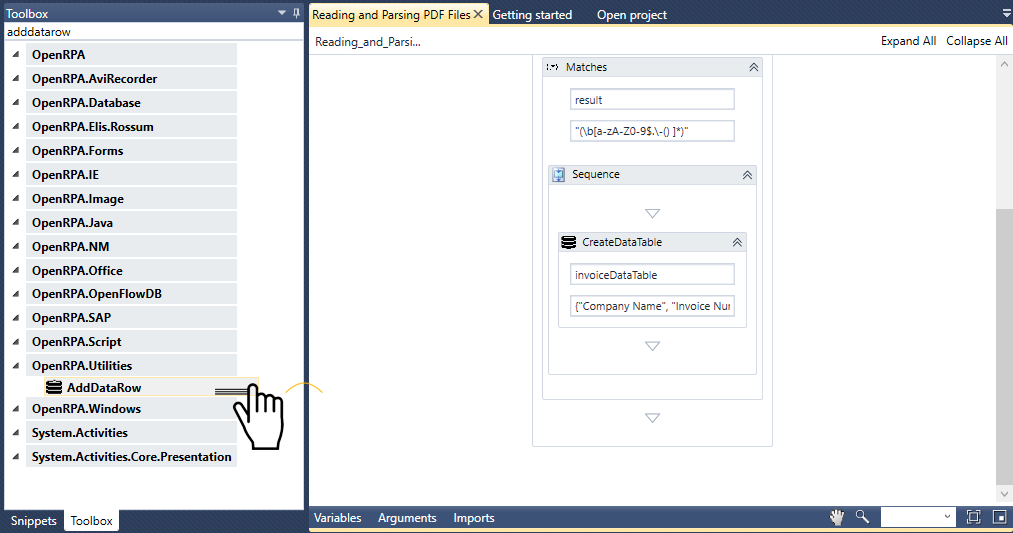 Toolbox
adddatarow
OpenRPA
OpenRPA.AviRecorder
OpenRPA.Database
OpenRPA.Elis.Rossum
OpenRPA.Forms
OpenRPA.IE
OpenRPA.Image
OpenRPA.Java
OpenRPA.NM
OpenRPA.Office
OpenRPA.OpenFlowDB
OpenRPA.SAP
OpenRPA.Script
OpenRPA.Utilities
AddDataRow
OpenRPA.Windows
System.Activities
System.Activities.Core.Presentation
Snippets Toolbox
Reading and Parsing PDF Files Getting started Open project
Reading_and_Parsi... Expand All Collapse All
Matches
result
"(\b[a-zA-Z0-9$.\-() ]*)"
Sequence
CreateDataTable
invoiceDataTable
{"Company Name", "Invoice Nur
Variables Arguments Imports